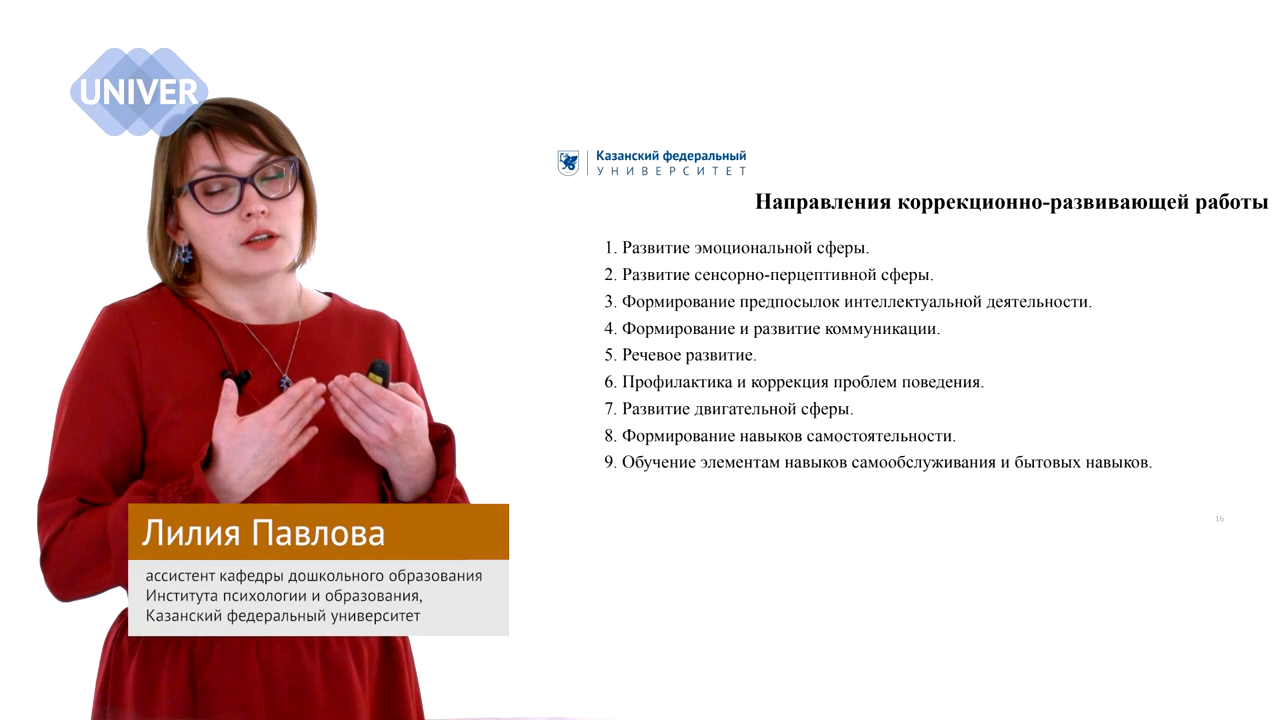 UNIVER
Казанский федеральный
УНИВЕРСИТЕТ
Направления коррекционно-развивающей работы
1. Развитие эмоциональной сферы.
2. Развитие сенсорно-перцептивной сферы.
3. Формирование предпосылок интеллектуальной деятельности.
4. Формирование и развитие коммуникации.
5. Речевое развитие.
6. Профилактика и коррекция проблем поведения.
7. Развитие двигательной сферы.
8. Формирование навыков самостоятельности.
9. Обучение элементам навыков самообслуживания и бытовых навыков.
16
Лилия Павлова
ассистент кафедры дошкольного образования
Института психологии и образования,
Казанский федеральный университет